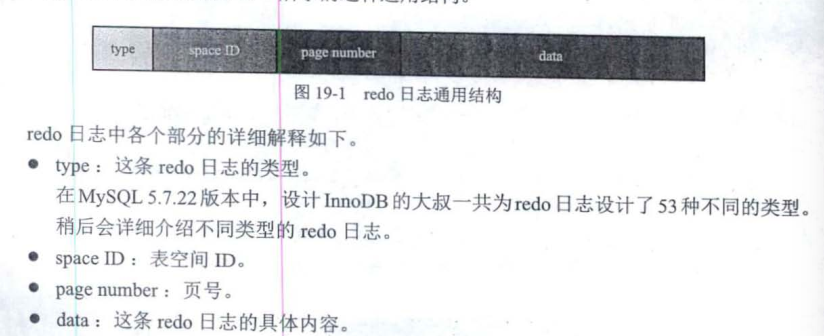 type space ID page number data
图 19-1 redo 日志通用结构
redo 日志中各个部分的详细解释如下。
● type：这条 redo 日志的类型。
在 MySQL 5.7.22 版本中，设计 InnoDB 的大叔一共为 redo 日志设计了 53 种不同的类型。
稍后会详细介绍不同类型的 redo 日志。
● space ID：表空间 ID。
● page number：页号。
● data：这条 redo 日志的具体内容。